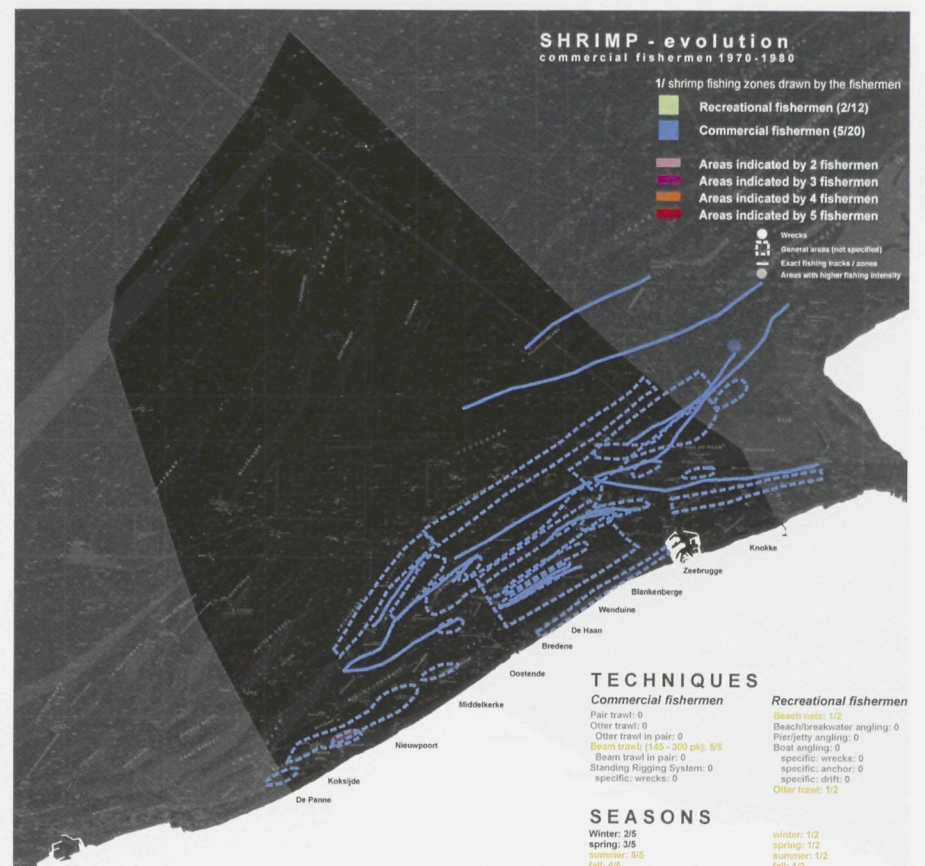 SHRIMP - evolution
commercial fishermen 1970-1980
1/ shrimp fishing zones drawn by the fishermen
Recreational fishermen (2/12)
Commercial fishermen (5/20)
Areas indicated by 2 fishermen
Areas indicated by 3 fishermen
Areas indicated by 4 fishermen
Areas indicated by 5 fishermen
Wrecks
General areas (not specified)
Exact fishing tracks / zones
Areas with higher fishing intensity
Knokke
Zeebrugge
Blankenberge
Wenduine
De Haan
Bredene
Oostende
Middelkerke
Nieuwpoort
Koksijde
De Panne
TECHNIQUES
Commercial fishermen
Pair trawl: 0
Otter trawl: 0
Otter trawl in pair: 0
Beam trawl: (145 - 300 pk): 5/5
Beam trawl in pair: 0
Standing Rigging System: 0
specific: wrecks: 0
Recreational fishermen
Beach nets: 1/2
Beach/breakwater angling: 0
Pier/jetty angling: 0
Boat angling: 0
specific: wrecks: 0
specific: anchor: 0
specific: drift: 0
Otter trawl: 1/2
SEASONS
Winter: 2/5
spring: 3/5
summer: 5/5
fall: 4/5
winter: 1/2
spring: 1/2
summer: 1/2